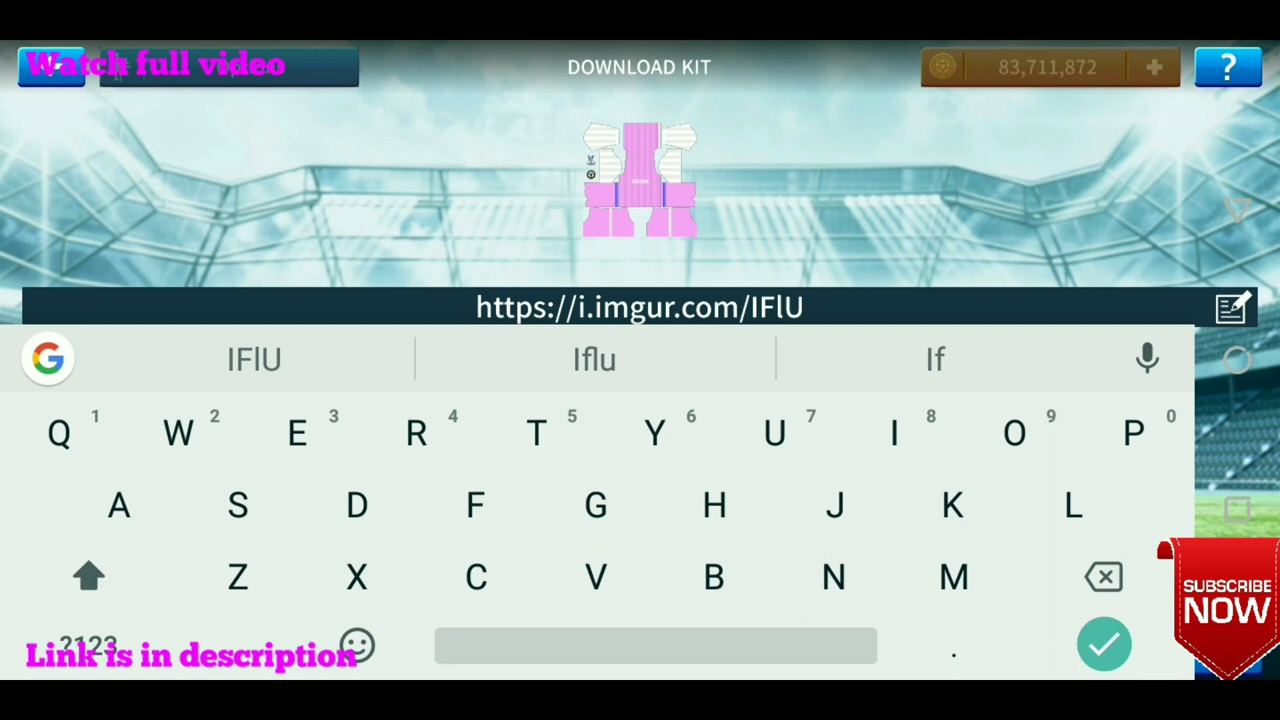 Watch full video
DOWNLOAD KIT
83,711,872 +
?
https://i.imgur.com/IFlU
IFlU Iflu If
Q 1 W 2 E 3 R 4 T 5 Y 6 U 7 I 8 O 9 P 0
A S D F G H J K L
Z X C V B N M
?123 .
Link is in description
SUBSCRIBE
NOW